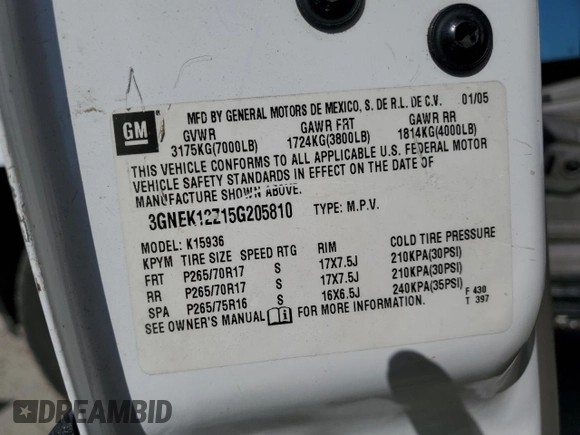 GM
MFD BY GENERAL MOTORS DE MEXICO, S. DE R.L. DE C.V. 01/05
GVWR GAWR FRT GAWR RR
3175KG(7000LB) 1724KG(3800LB) 1814KG(4000LB)
THIS VEHICLE CONFORMS TO ALL APPLICABLE U.S. FEDERAL MOTOR
VEHICLE SAFETY STANDARDS IN EFFECT ON THE DATE OF
MANUFACTURE SHOWN ABOVE.
3GNEK12Z15G205810 TYPE: M.P.V.
MODEL: K15936
KPYM TIRE SIZE SPEED RTG RIM COLD TIRE PRESSURE
FRT P265/70R17 S 17X7.5J 210KPA(30PSI)
RR P265/70R17 S 17X7.5J 210KPA(30PSI)
SPA P265/75R16 S 16X6.5J 240KPA(35PSI) F 430
T 397
SEE OWNER'S MANUAL FOR MORE INFORMATION.
DREAMBID